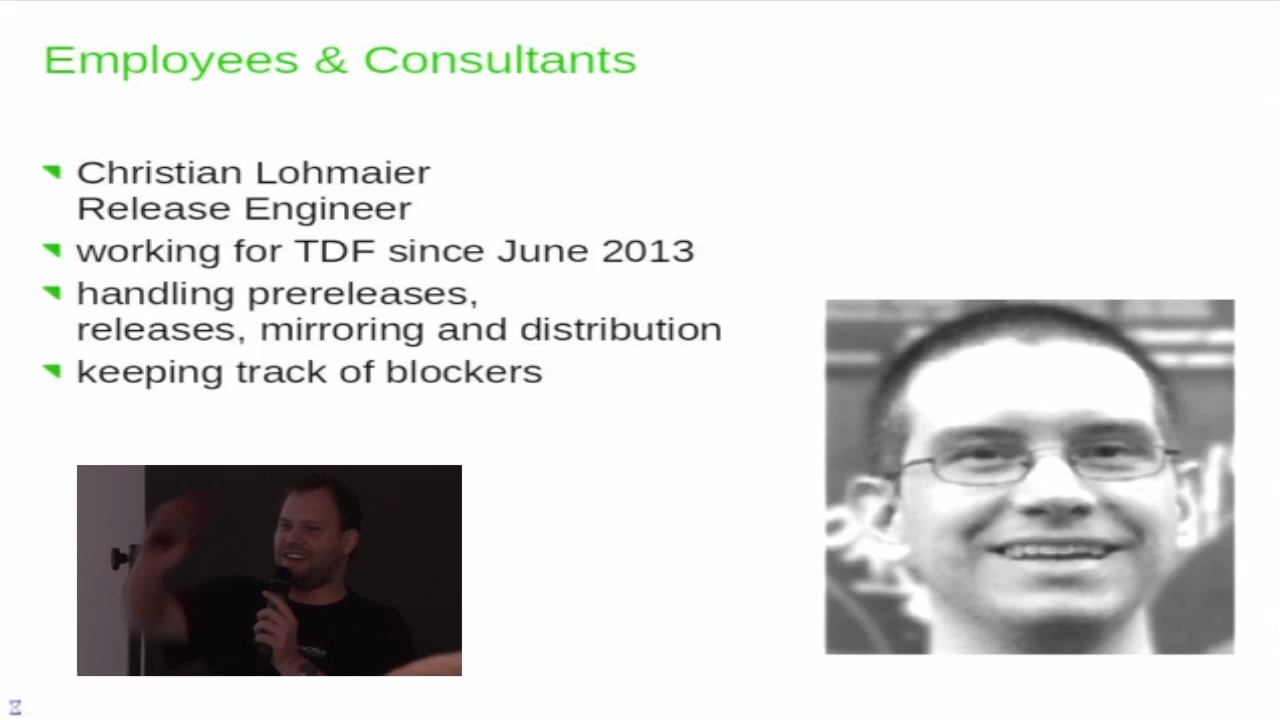 Employees & Consultants
Christian Lohmaier
Release Engineer
working for TDF since June 2013
handling prereleases,
releases, mirroring and distribution
keeping track of blockers